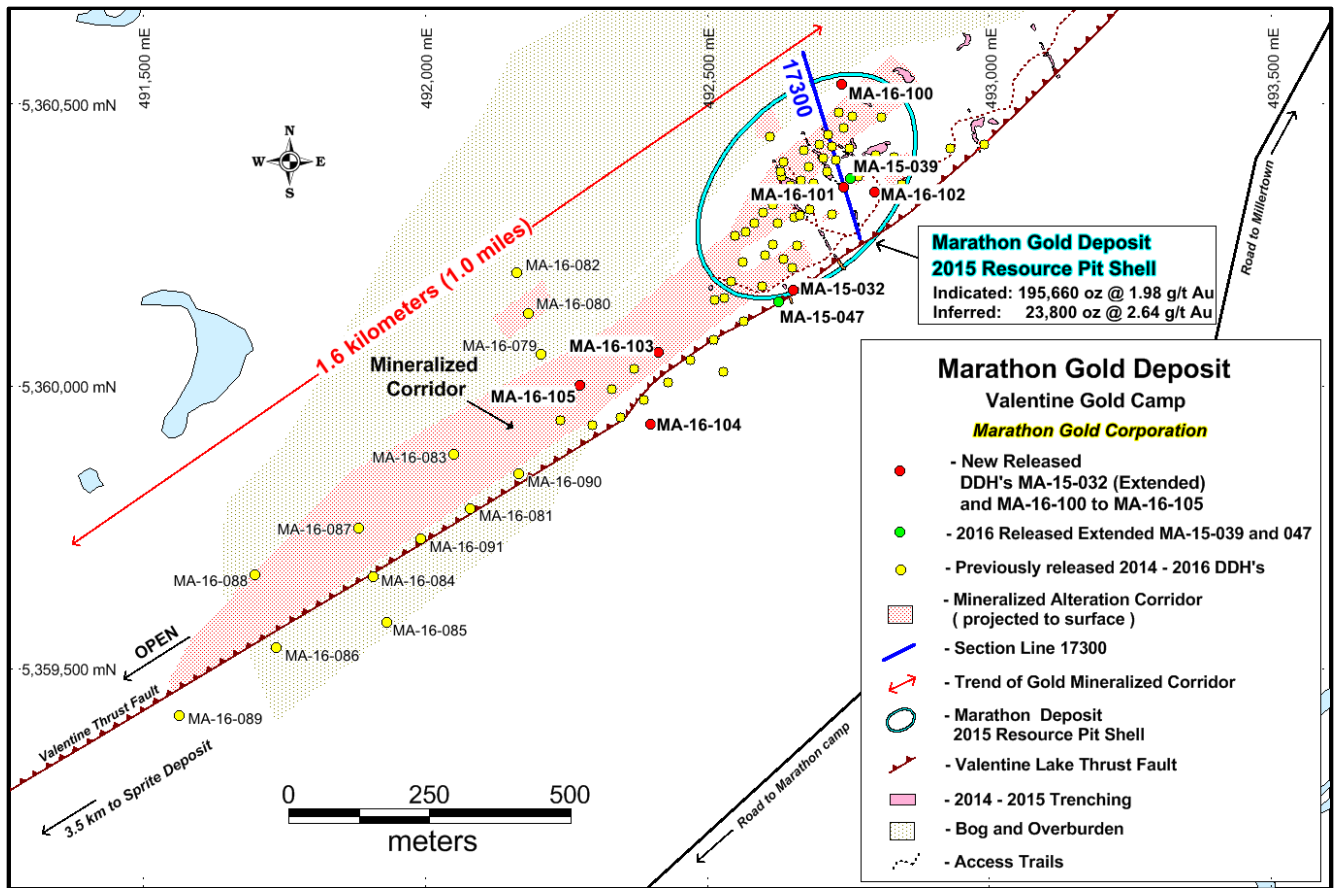 491,500 mE
492,000 mE
492,500 mE
493,000 mE
493,500 mE
5,360,500 mN
5,360,000 mN
5,359,500 mN
N
W E
S
17300
MA-16-100
MA-15-039
MA-16-101
MA-16-102
Road to Millertown
1.6 kilometers (1.0 miles)
MA-16-082
MA-16-080
MA-16-079
MA-15-032
MA-15-047
Marathon Gold Deposit
2015 Resource Pit Shell
Indicated: 195,660 oz @ 1.98 g/t Au
Inferred: 23,800 oz @ 2.64 g/t Au
MA-16-103
Mineralized
Corridor
MA-16-105
MA-16-104
MA-16-083
MA-16-090
MA-16-081
MA-16-087
MA-16-091
MA-16-088
MA-16-084
MA-16-085
OPEN
MA-16-086
MA-16-089
Valentine Thrust Fault
3.5 km to Sprite Deposit
Road to Marathon camp
0 250 500
meters
Marathon Gold Deposit
Valentine Gold Camp
Marathon Gold Corporation
- New Released
DDH's MA-15-032 (Extended)
and MA-16-100 to MA-16-105
- 2016 Released Extended MA-15-039 and 047
- Previously released 2014 - 2016 DDH's
- Mineralized Alteration Corridor
( projected to surface )
- Section Line 17300
- Trend of Gold Mineralized Corridor
- Marathon Deposit
2015 Resource Pit Shell
- Valentine Lake Thrust Fault
- 2014 - 2015 Trenching
- Bog and Overburden
- Access Trails